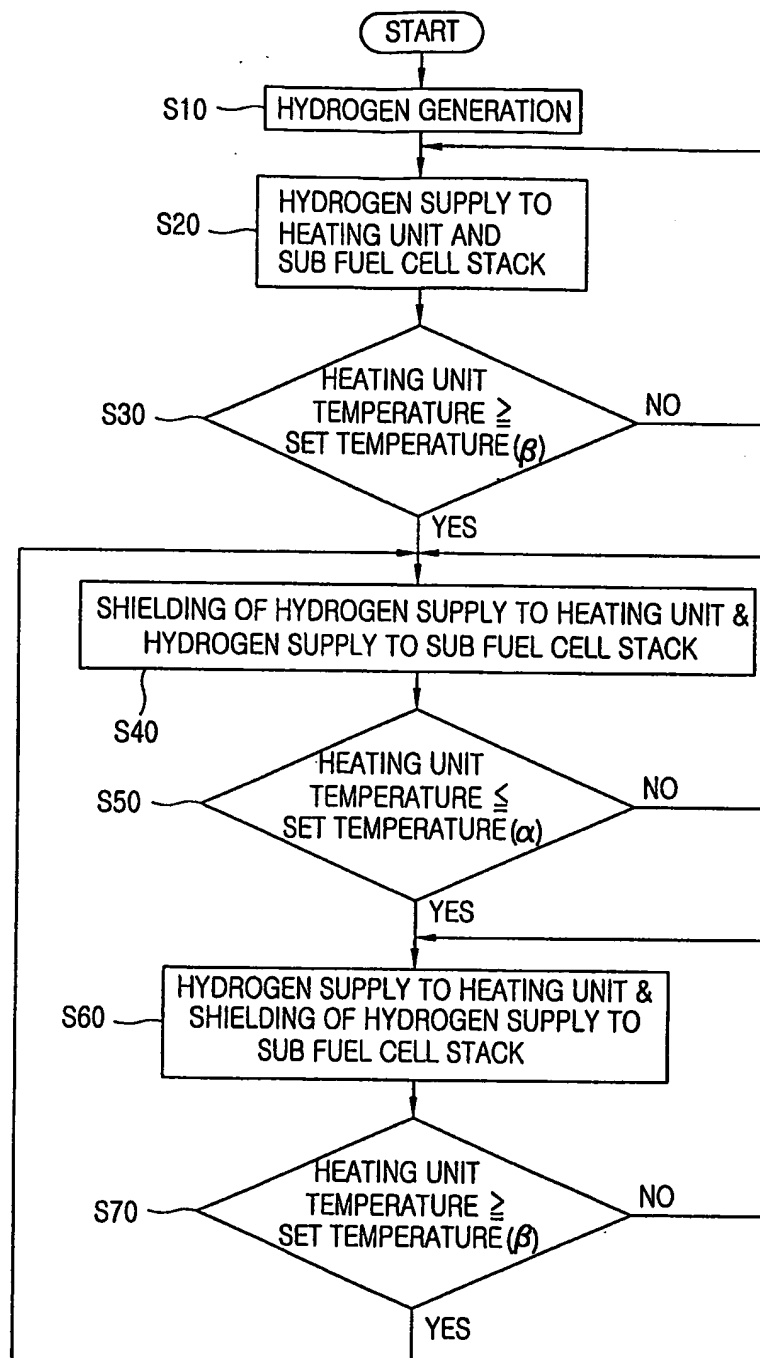 START
S10
HYDROGEN GENERATION
S20
HYDROGEN SUPPLY TO
HEATING UNIT AND
SUB FUEL CELL STACK
S30
HEATING UNIT
TEMPERATURE ≧
SET TEMPERATURE(β)
NO
YES
SHIELDING OF HYDROGEN SUPPLY TO HEATING UNIT &
HYDROGEN SUPPLY TO SUB FUEL CELL STACK
S40
S50
HEATING UNIT
TEMPERATURE ≦
SET TEMPERATURE(α)
NO
YES
S60
HYDROGEN SUPPLY TO HEATING UNIT &
SHIELDING OF HYDROGEN SUPPLY TO
SUB FUEL CELL STACK
S70
HEATING UNIT
TEMPERATURE ≧
SET TEMPERATURE(β)
NO
YES